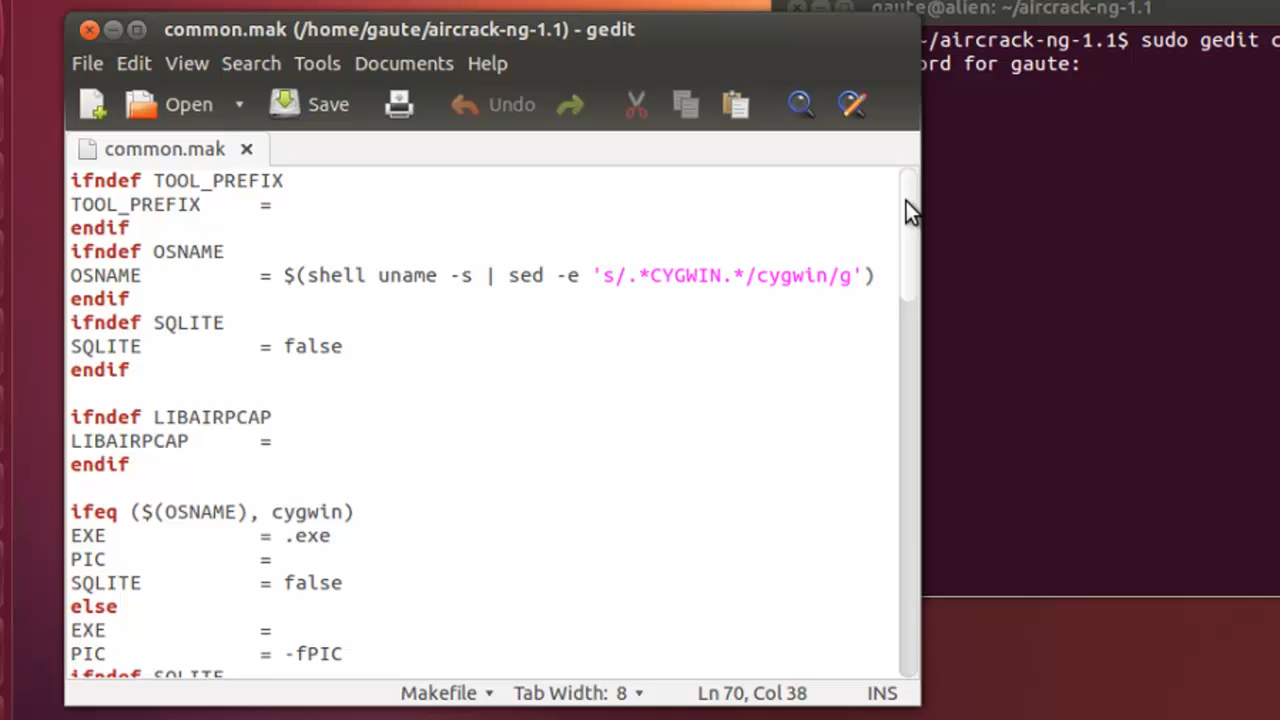 common.mak (/home/gaute/aircrack-ng-1.1) - gedit
gaute@alien: ~/aircrack-ng-1.1
File Edit View Search Tools Documents Help
~/aircrack-ng-1.1$ sudo gedit c
ord for gaute:
Open Save Undo
common.mak
ifndef TOOL_PREFIX
TOOL_PREFIX =
endif
ifndef OSNAME
OSNAME = $(shell uname -s | sed -e 's/.*CYGWIN.*/cygwin/g')
endif
ifndef SQLITE
SQLITE = false
endif
ifndef LIBAIRPCAP
LIBAIRPCAP =
endif
ifeq ($(OSNAME), cygwin)
EXE = .exe
PIC =
SQLITE = false
else
EXE =
PIC = -fPIC
ifndef SQLITE
Makefile Tab Width: 8 Ln 70, Col 38 INS